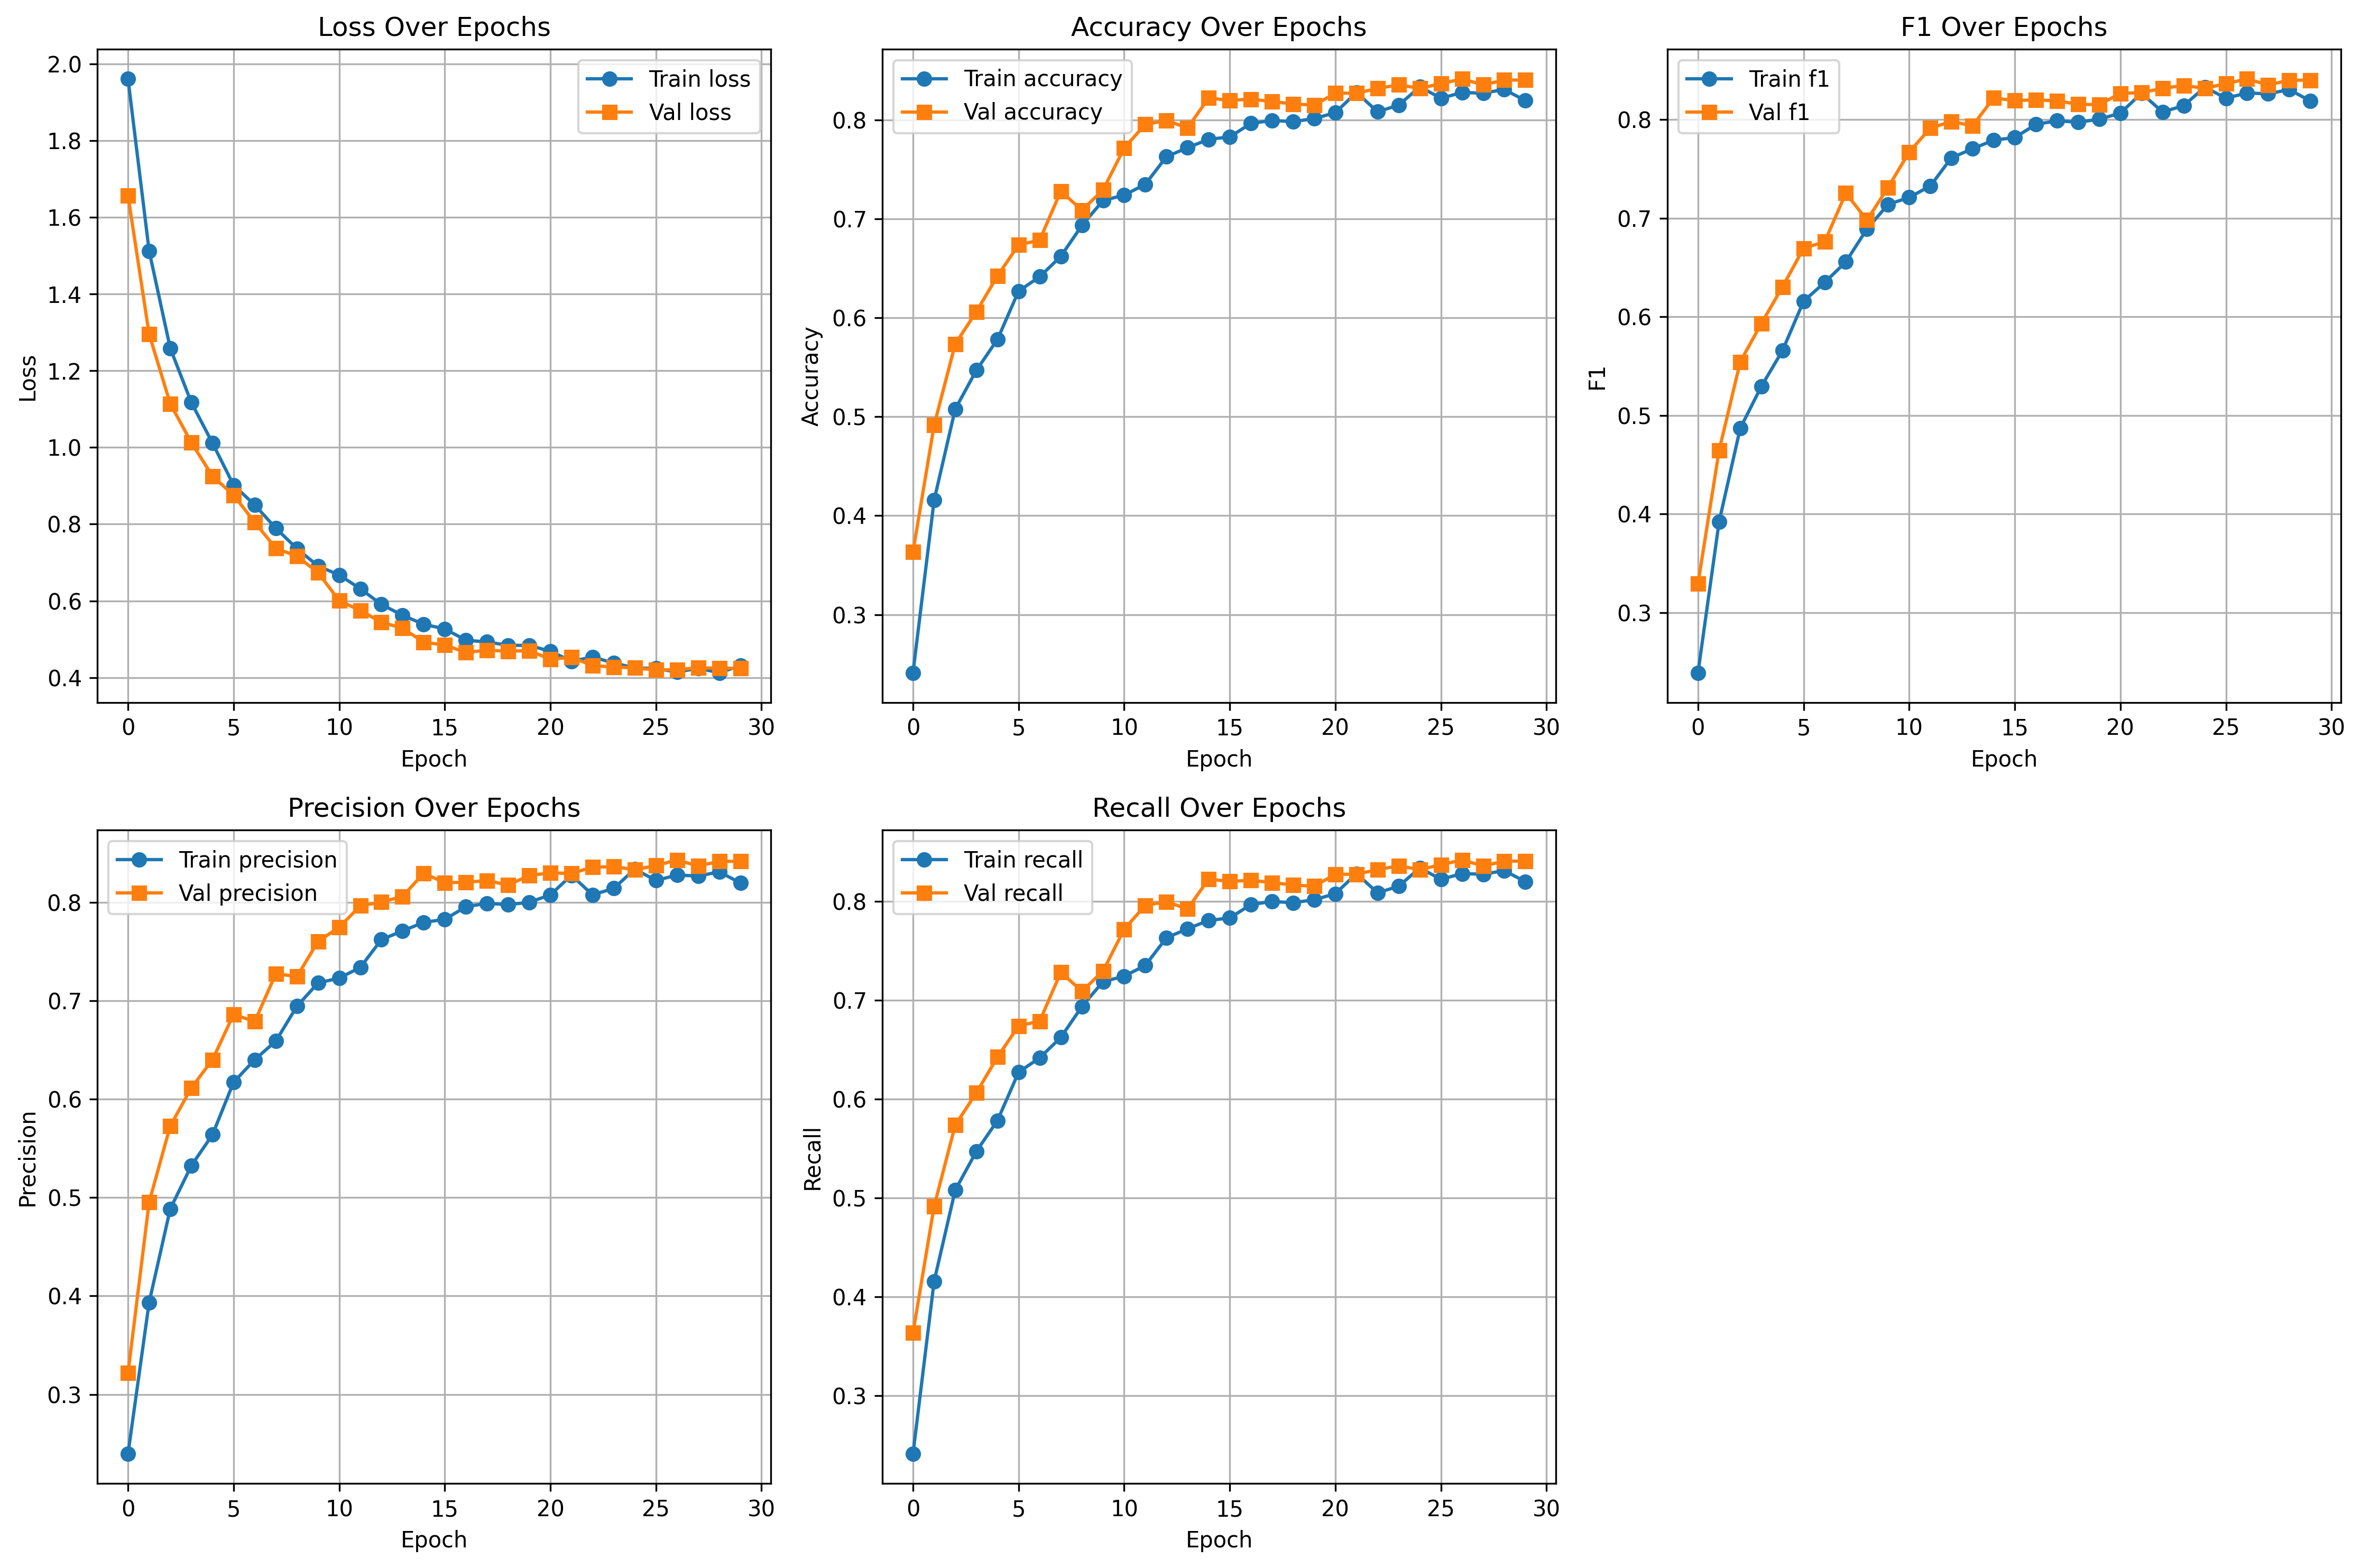 Loss Over Epochs
2.0
1.8
1.6
1.4
1.2
1.0
0.8
0.6
0.4
Loss
Train loss
Val loss
0 5 10 15 20 25 30
Epoch
Accuracy Over Epochs
0.8
0.7
0.6
0.5
0.4
0.3
Accuracy
Train accuracy
Val accuracy
0 5 10 15 20 25 30
Epoch
F1 Over Epochs
0.8
0.7
0.6
0.5
0.4
0.3
F1
Train f1
Val f1
0 5 10 15 20 25 30
Epoch
Precision Over Epochs
0.8
0.7
0.6
0.5
0.4
0.3
Precision
Train precision
Val precision
0 5 10 15 20 25 30
Epoch
Recall Over Epochs
0.8
0.7
0.6
0.5
0.4
0.3
Recall
Train recall
Val recall
0 5 10 15 20 25 30
Epoch